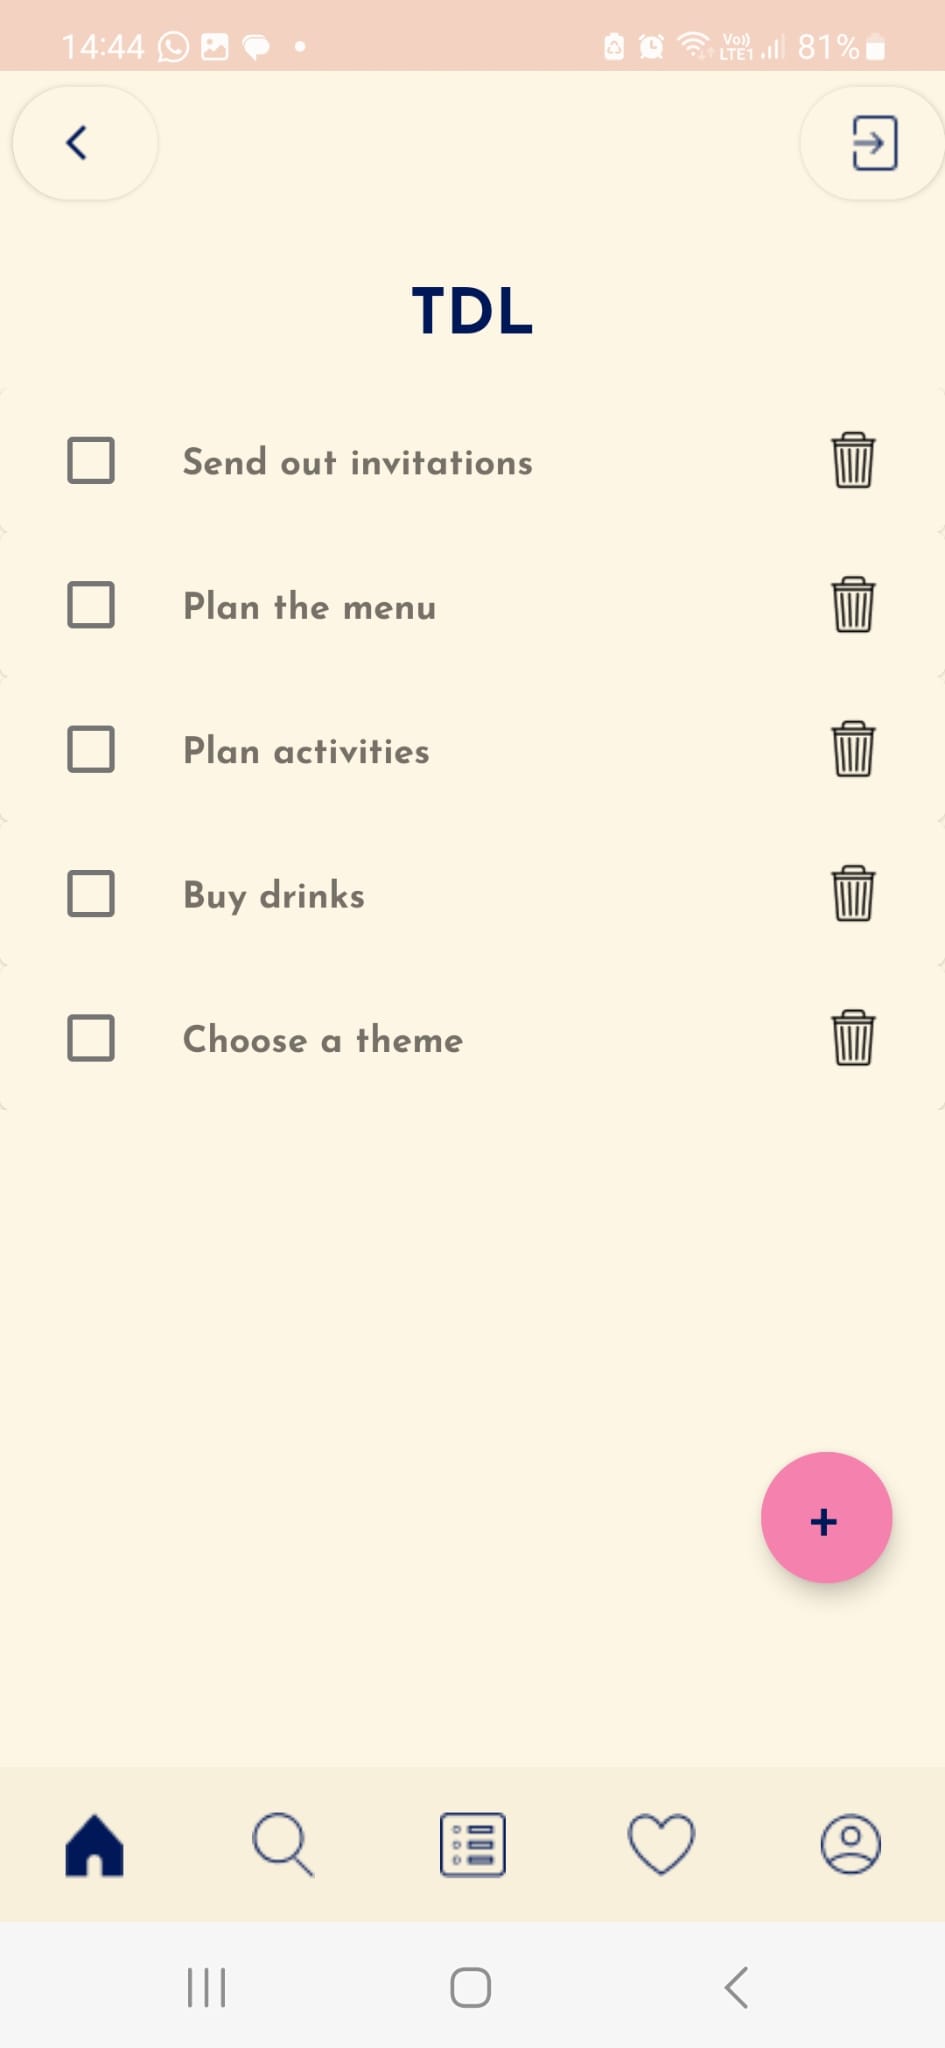 14:44 Vo)) LTE1 81%
TDL
Send out invitations
Plan the menu
Plan activities
Buy drinks
Choose a theme
+